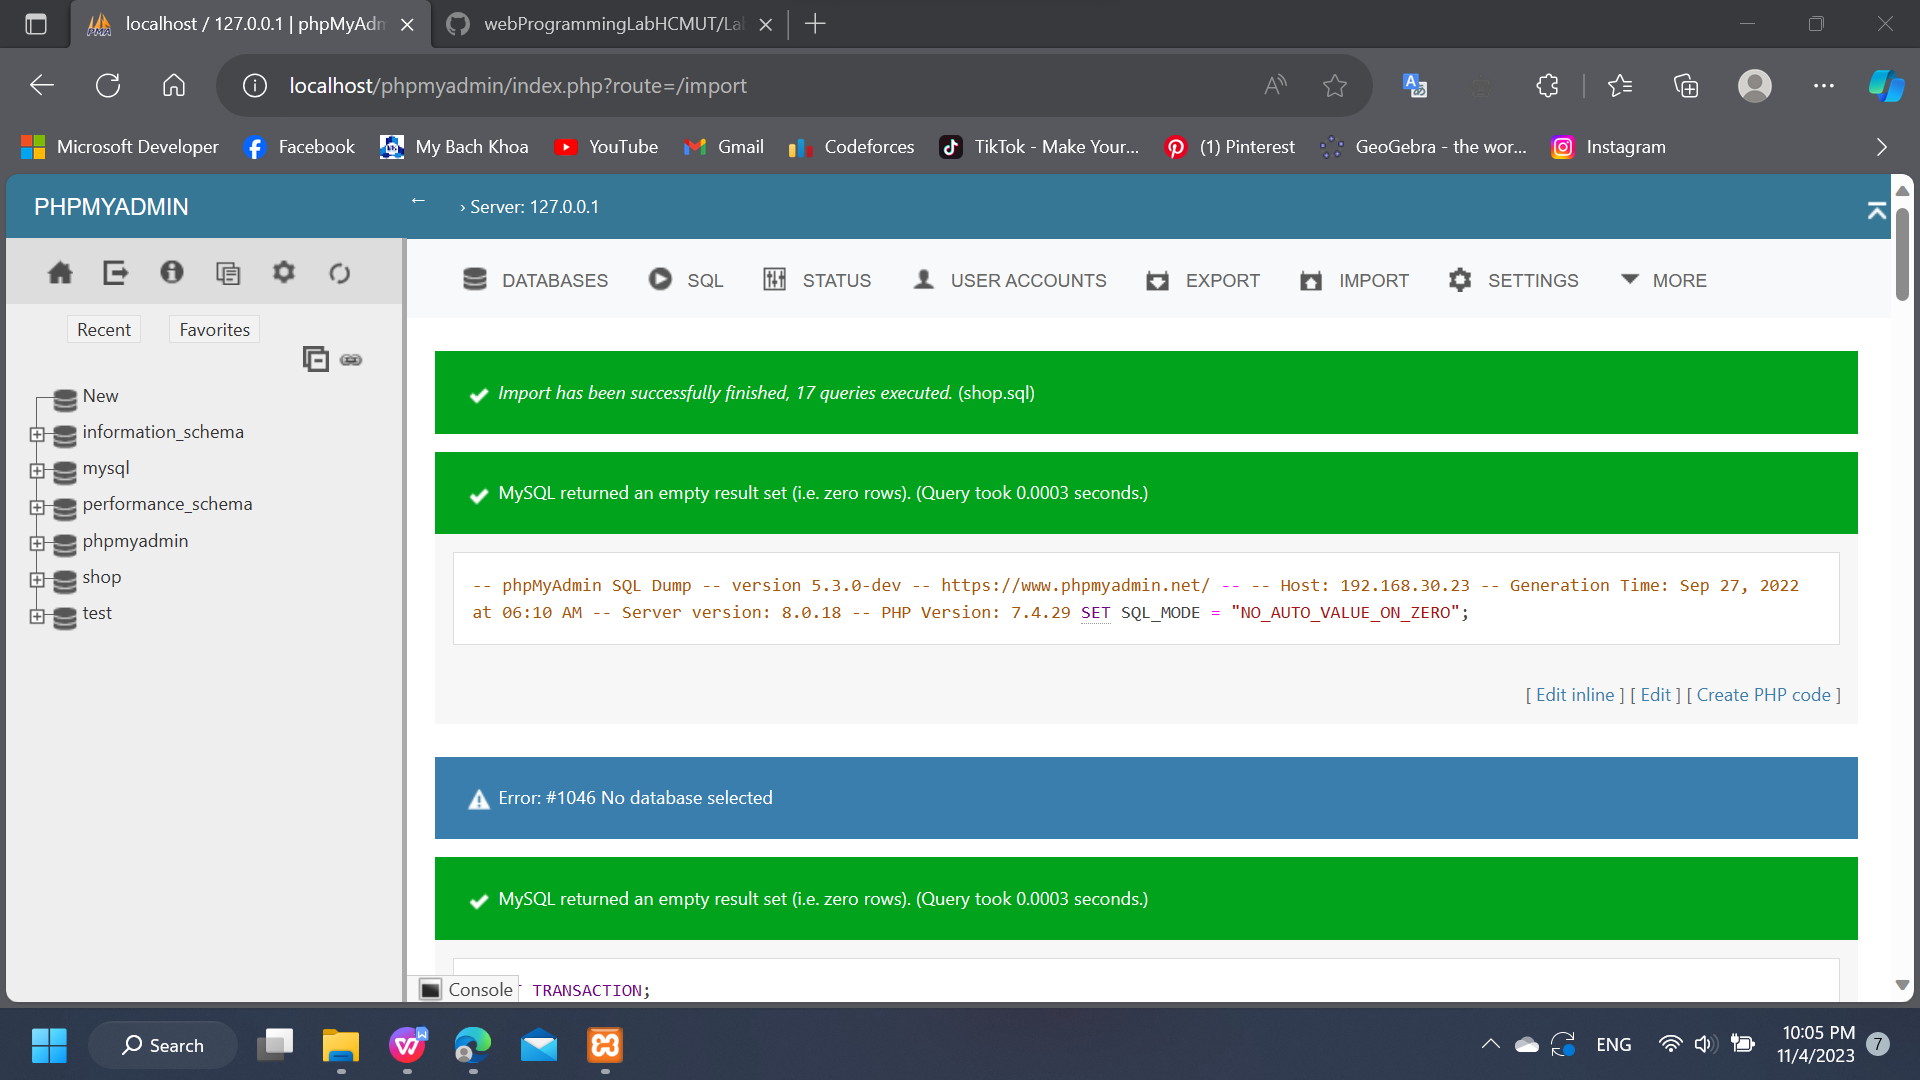 localhost / 127.0.0.1 | phpMyAdm
webProgrammingLabHCMUT/La
localhost/phpmyadmin/index.php?route=/import
Microsoft Developer
Facebook
My Bach Khoa
YouTube
Gmail
Codeforces
TikTok - Make Your...
(1) Pinterest
GeoGebra - the wor...
Instagram
PHPMYADMIN
← › Server: 127.0.0.1
DATABASES SQL STATUS USER ACCOUNTS EXPORT IMPORT SETTINGS MORE
Recent Favorites
New
information_schema
mysql
performance_schema
phpmyadmin
shop
test
Import has been successfully finished, 17 queries executed. (shop.sql)
MySQL returned an empty result set (i.e. zero rows). (Query took 0.0003 seconds.)
-- phpMyAdmin SQL Dump -- version 5.3.0-dev -- https://www.phpmyadmin.net/ -- -- Host: 192.168.30.23 -- Generation Time: Sep 27, 2022
at 06:10 AM -- Server version: 8.0.18 -- PHP Version: 7.4.29 SET SQL_MODE = "NO_AUTO_VALUE_ON_ZERO";
[ Edit inline ] [ Edit ] [ Create PHP code ]
Error: #1046 No database selected
MySQL returned an empty result set (i.e. zero rows). (Query took 0.0003 seconds.)
TRANSACTION;
Console
Search
ENG
10:05 PM
11/4/2023
7